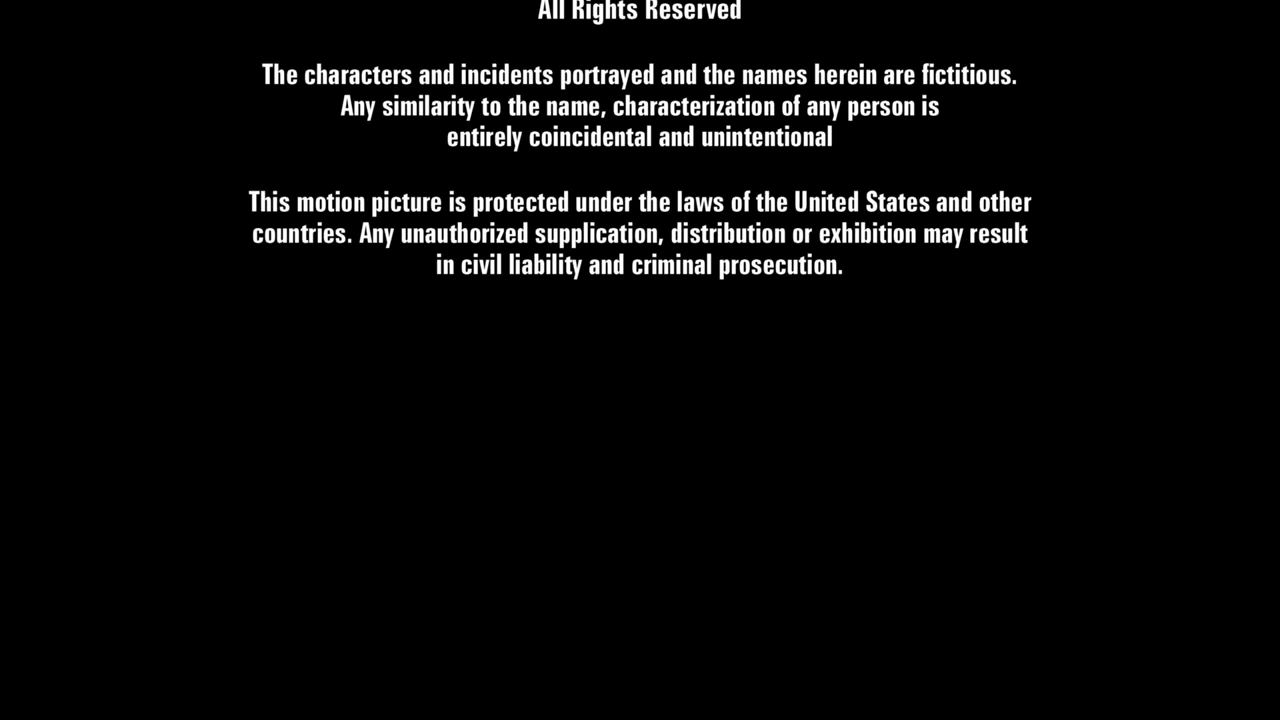 All Rights Reserved
The characters and incidents portrayed and the names herein are fictitious.
Any similarity to the name, characterization of any person is
entirely coincidental and unintentional
This motion picture is protected under the laws of the United States and other
countries. Any unauthorized supplication, distribution or exhibition may result
in civil liability and criminal prosecution.